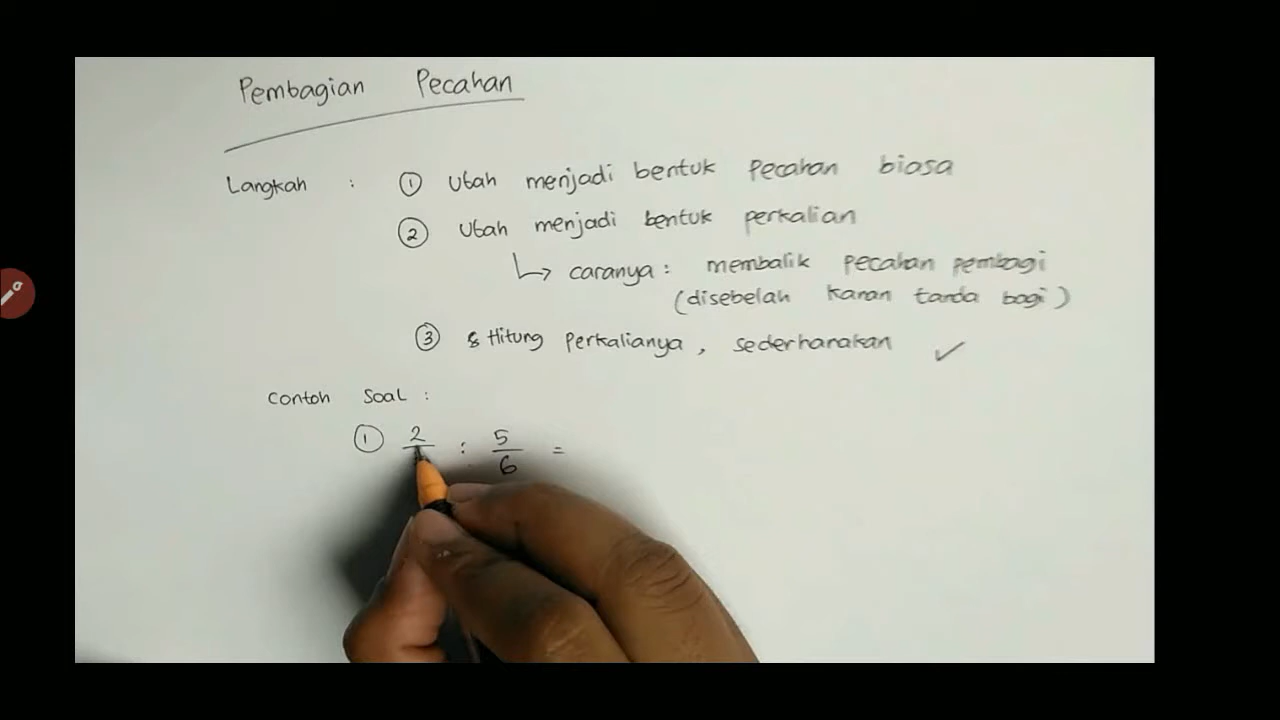 Pembagian Pecahan
Langkah : ① Ubah menjadi bentuk pecahan biasa
② Ubah menjadi bentuk perkalian
↳ caranya : membalik pecahan pembagi
(disebelah kanan tanda bagi)
③ Hitung perkalianya, sederhanakan ✓
Contoh Soal :
① 2 : 5/6 =